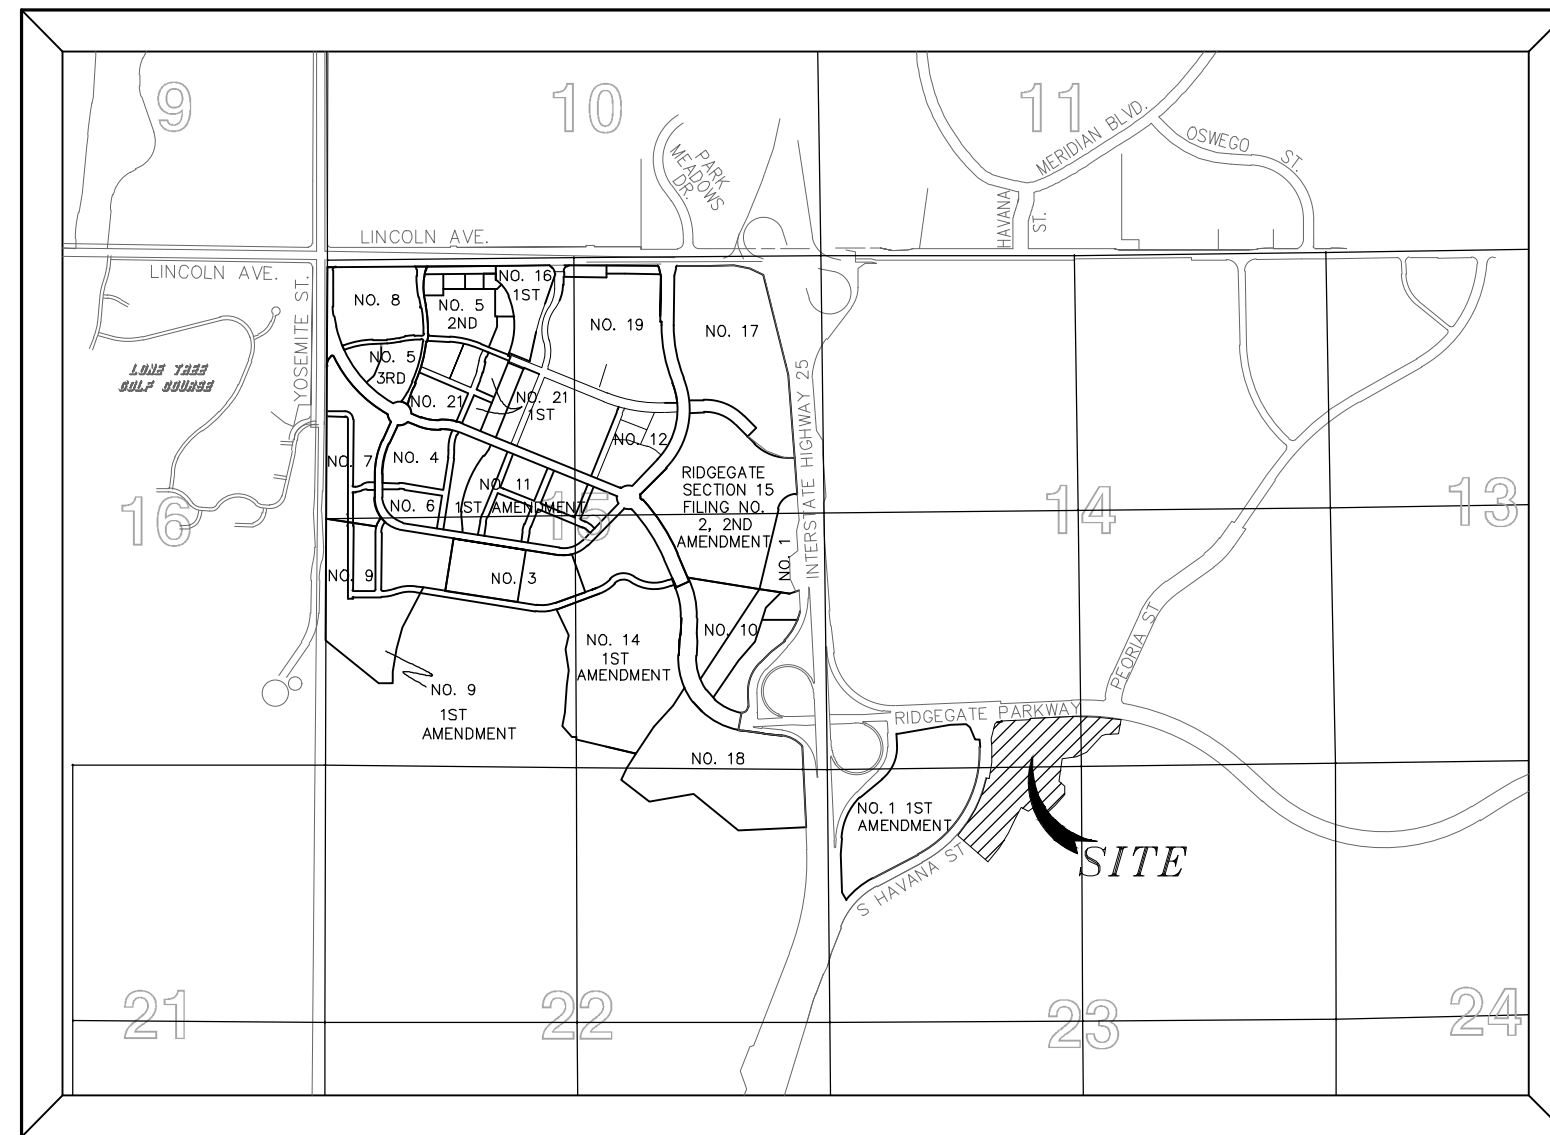 9
10
11
MERIDIAN BLVD.
OSWEGO
ST.
PARK
MEADOWS
DR.
HAVANA
ST.
LINCOLN AVE.
LINCOLN AVE.
YOSEMITE ST.
LONE TREE
GOLF COURSE
NO. 8
NO. 5
2ND
NO. 16
1ST
NO. 19
NO. 17
NO. 5
3RD
NO. 21
NO. 21
1ST
NO. 12
INTERSTATE HIGHWAY 25
NO. 7
NO. 4
NO. 11
1ST AMENDMENT
NO. 6
RIDGEGATE
SECTION 15
FILING NO.
2, 2ND
AMENDMENT
NO. 1
16
15
14
13
NO. 9
NO. 3
NO. 10
NO. 14
1ST
AMENDMENT
NO. 9
1ST
AMENDMENT
PEORIA ST
RIDGEGATE PARKWAY
NO. 18
NO. 1 1ST
AMENDMENT
S HAVANA ST
SITE
21
22
23
24